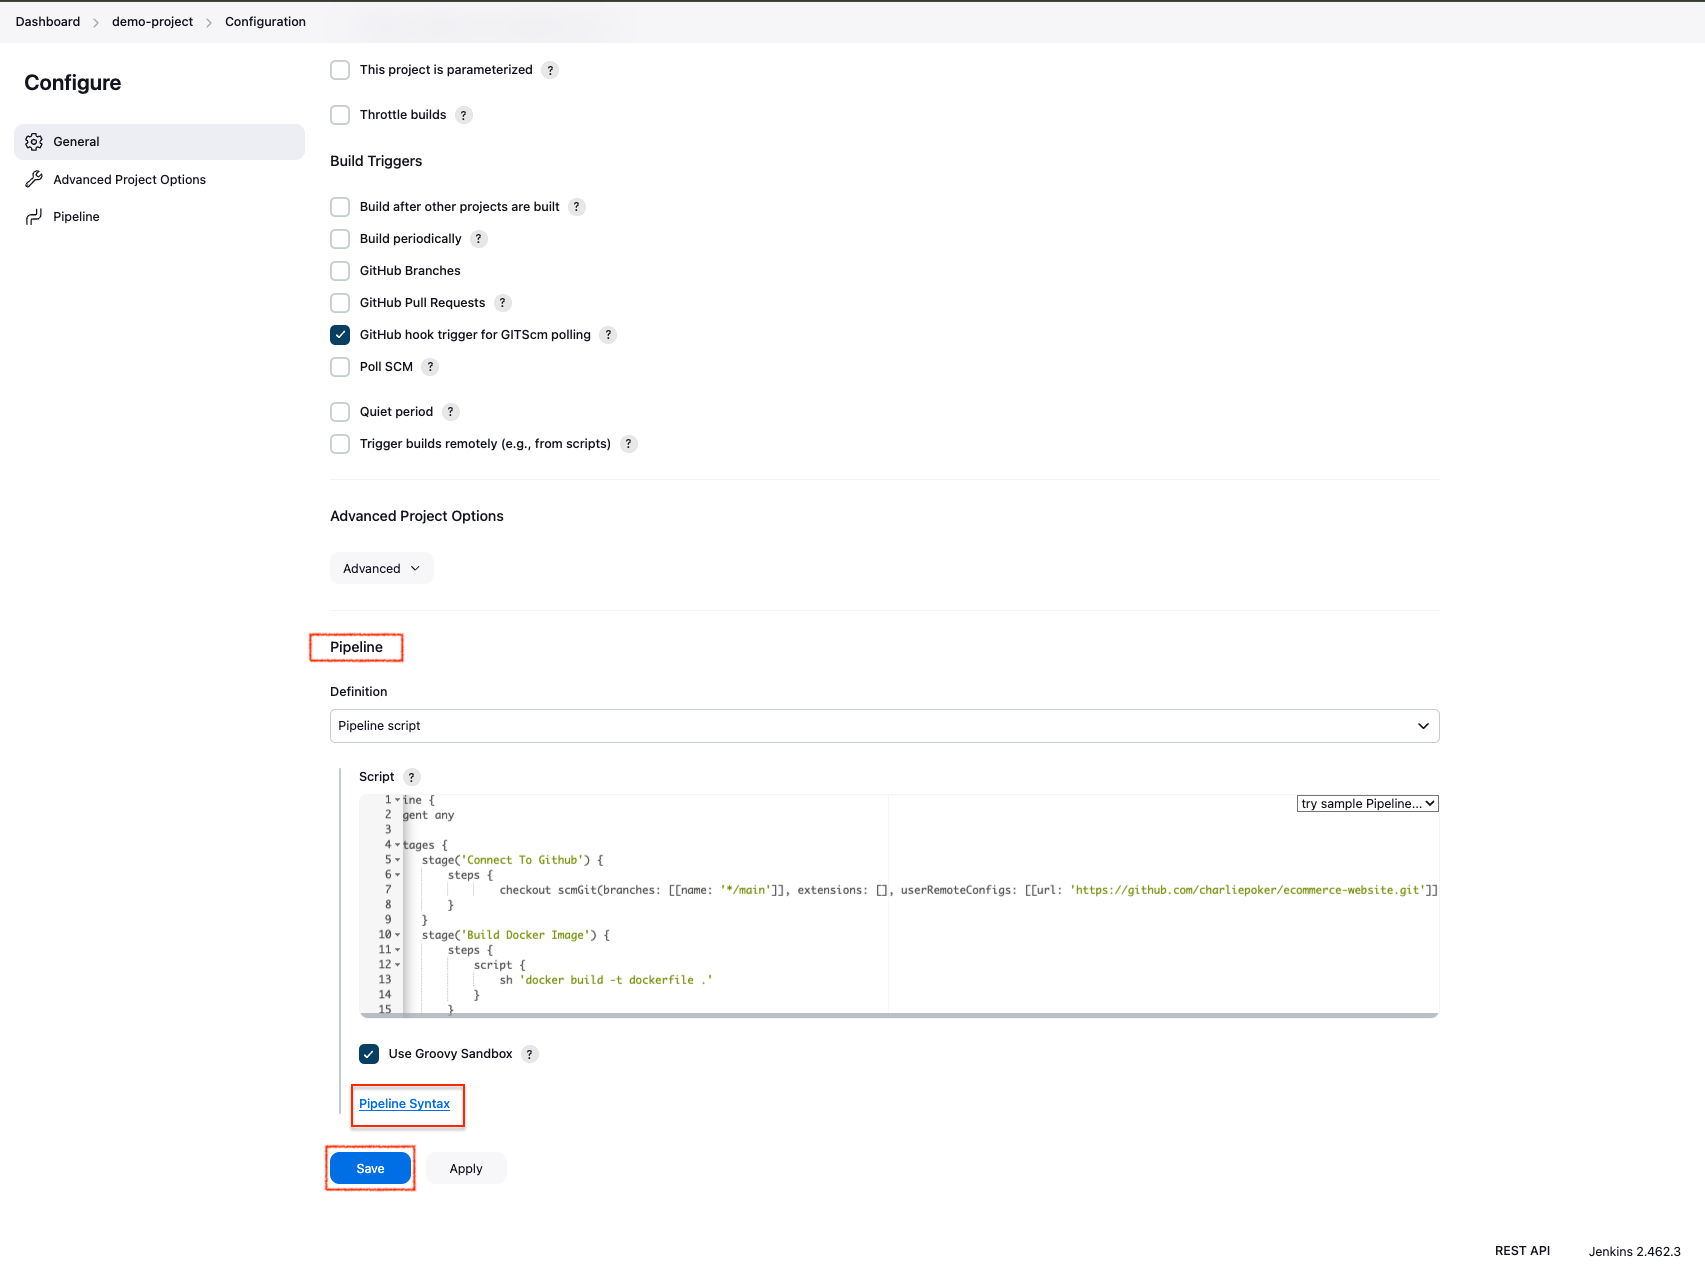 Dashboard > demo-project > Configuration
Configure
General
Advanced Project Options
Pipeline
This project is parameterized ?
Throttle builds ?
Build Triggers
Build after other projects are built ?
Build periodically ?
GitHub Branches
GitHub Pull Requests ?
GitHub hook trigger for GITScm polling ?
Poll SCM ?
Quiet period ?
Trigger builds remotely (e.g., from scripts) ?
Advanced Project Options
Advanced
Pipeline
Definition
Pipeline script
Script ?
try sample Pipeline...
1 ine {
2 gent any
3
4 tages {
5 stage('Connect To Github') {
6 steps {
7 checkout scmGit(branches: [[name: '*/main']], extensions: [], userRemoteConfigs: [[url: 'https://github.com/charliepoker/ecommerce-website.git']]
8 }
9 }
10 stage('Build Docker Image') {
11 steps {
12 script {
13 sh 'docker build -t dockerfile .'
14 }
15 }
Use Groovy Sandbox ?
Pipeline Syntax
Save
Apply
REST API
Jenkins 2.462.3